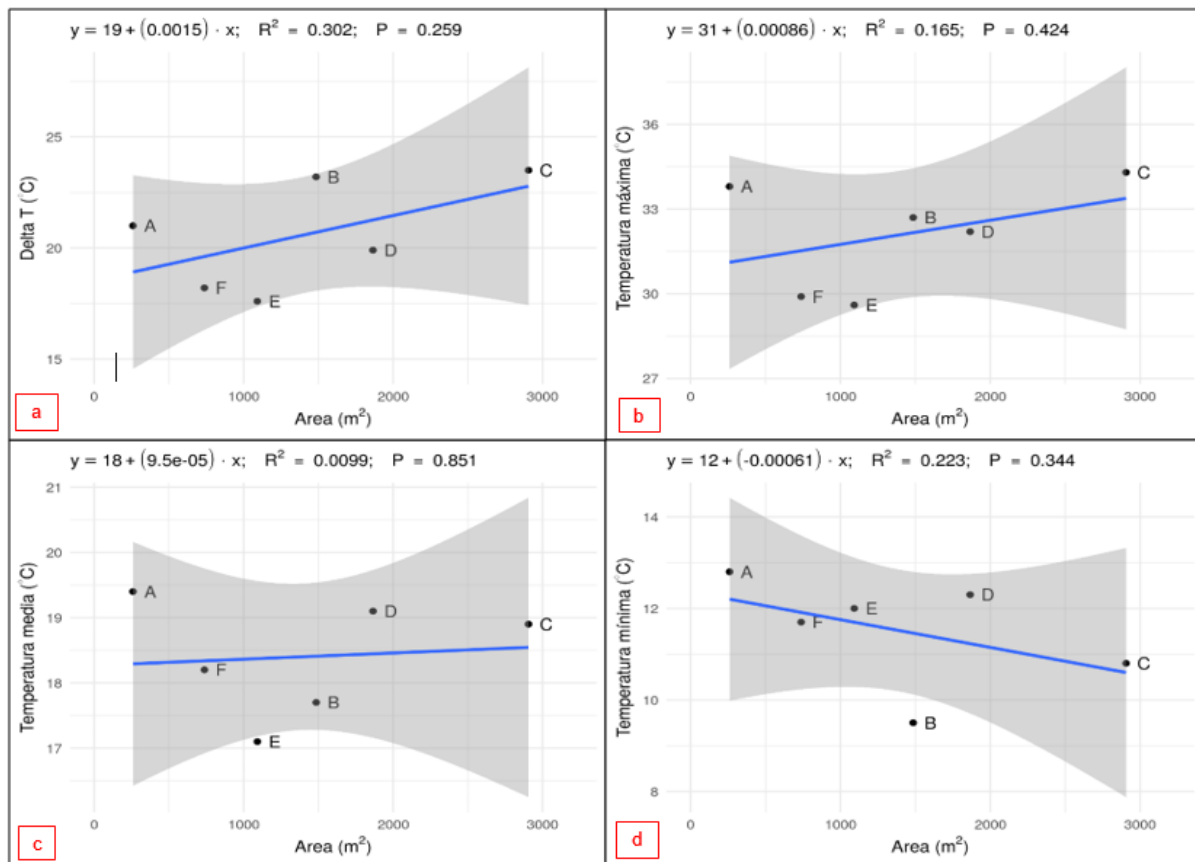 y = 19 + (0.0015) · x;   R² = 0.302;   P = 0.259
Delta T (°C)
25
20
15
A
B
C
D
E
F
0 1000 2000 3000
Area (m²)
a
y = 31 + (0.00086) · x;   R² = 0.165;   P = 0.424
Temperatura máxima (°C)
36
33
30
27
A
B
C
D
E
F
0 1000 2000 3000
Area (m²)
b
y = 18 + (9.5e-05) · x;   R² = 0.0099;   P = 0.851
Temperatura media (°C)
21
20
19
18
17
A
D
C
F
B
E
0 1000 2000 3000
Area (m²)
c
y = 12 + (-0.00061) · x;   R² = 0.223;   P = 0.344
Temperatura mínima (°C)
14
12
10
8
A
D
E
F
C
B
0 1000 2000 3000
Area (m²)
d